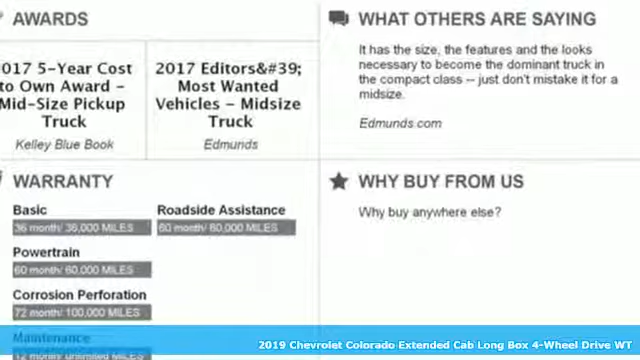 AWARDS
017 5-Year Cost
to Own Award –
Mid-Size Pickup
Truck
Kelley Blue Book
2017 Editors&#39;
Most Wanted
Vehicles – Midsize
Truck
Edmunds
WHAT OTHERS ARE SAYING
It has the size, the features and the looks
necessary to become the dominant truck in
the compact class -- just don't mistake it for a
midsize.
Edmunds.com
WARRANTY
Basic
36 month/ 36,000 MILES
Roadside Assistance
60 month/ 60,000 MILES
Powertrain
60 month/ 60,000 MILES
Corrosion Perforation
72 month/ 100,000 MILES
Maintenance
12 month/ unlimited MILES
WHY BUY FROM US
Why buy anywhere else?
2019 Chevrolet Colorado Extended Cab Long Box 4-Wheel Drive WT